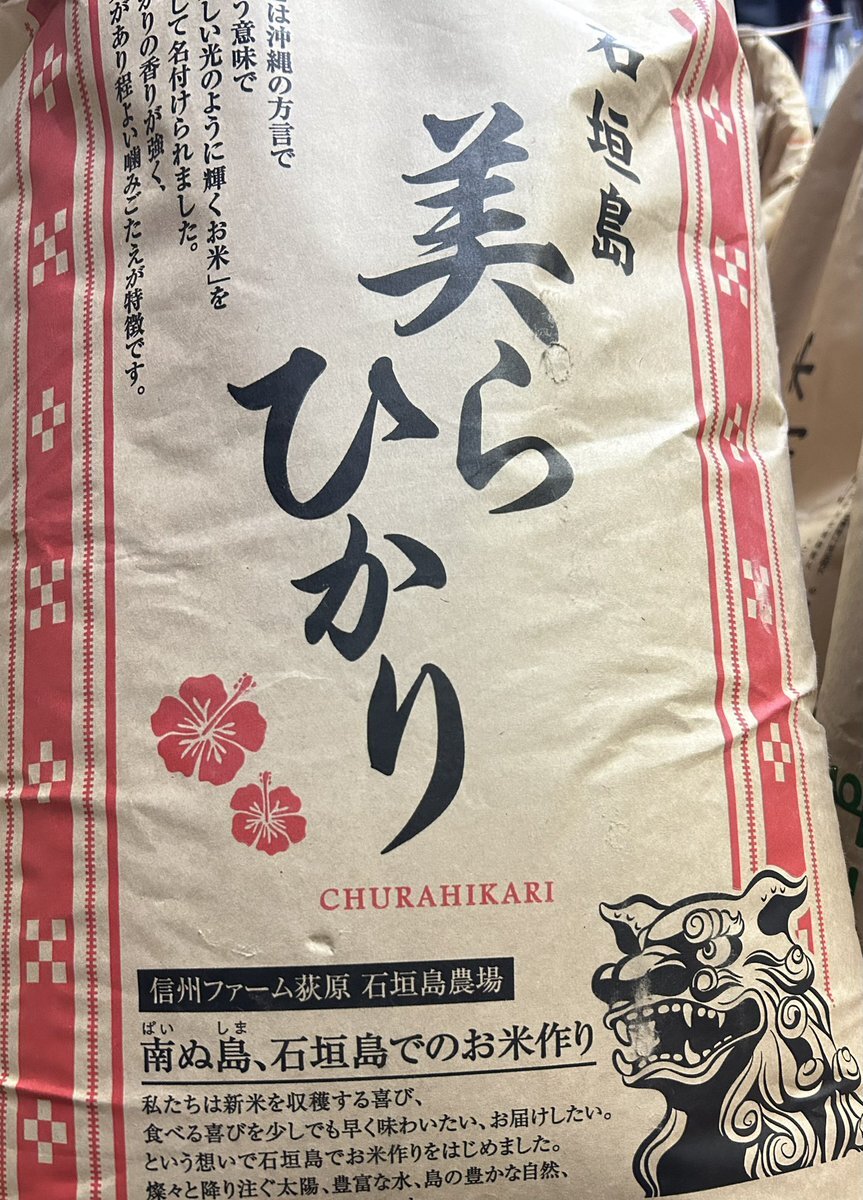 石垣島
美ら
ひかり
は沖縄の方言で
う意味で
しい光のように輝くお米」を
して名付けられました。
かりの香りが強く、
があり程よい噛みごたえが特徴です。
CHURAHIKARI
信州ファーム荻原 石垣島農場
ぱい しま
南ぬ島、石垣島でのお米作り
私たちは新米を収穫する喜び、
食べる喜びを少しでも早く味わいたい、お届けしたい。
という想いで石垣島でお米作りをはじめました。
燦々と降り注ぐ太陽、豊富な水、島の豊かな自然、